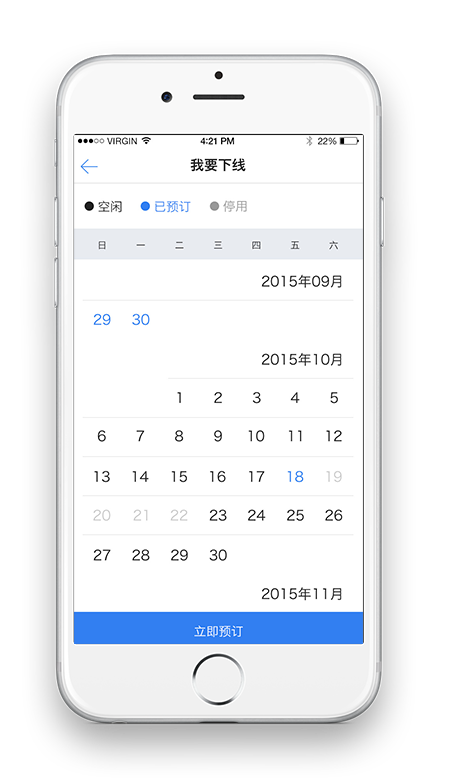 ●●●○○ VIRGIN 4:21 PM 22%
我要下线
空闲 已预订 停用
日 一 二 三 四 五 六
2015年09月
29 30
2015年10月
1 2 3 4 5
6 7 8 9 10 11 12
13 14 15 16 17 18 19
20 21 22 23 24 25 26
27 28 29 30
2015年11月
立即预订